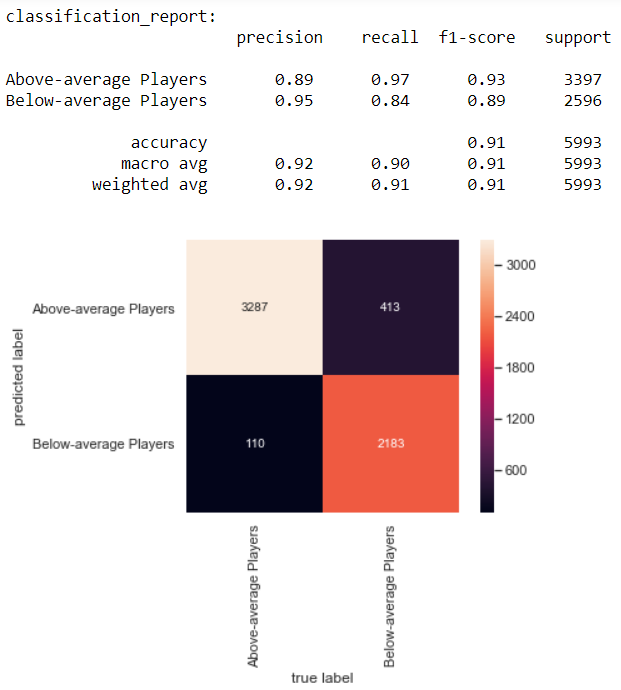 classification_report:
precision recall f1-score support
Above-average Players 0.89 0.97 0.93 3397
Below-average Players 0.95 0.84 0.89 2596
accuracy 0.91 5993
macro avg 0.92 0.90 0.91 5993
weighted avg 0.92 0.91 0.91 5993
3000
Above-average Players 3287 413
2400
1800
predicted label
1200
Below-average Players 110 2183
600
Above-average Players
Below-average Players
true label